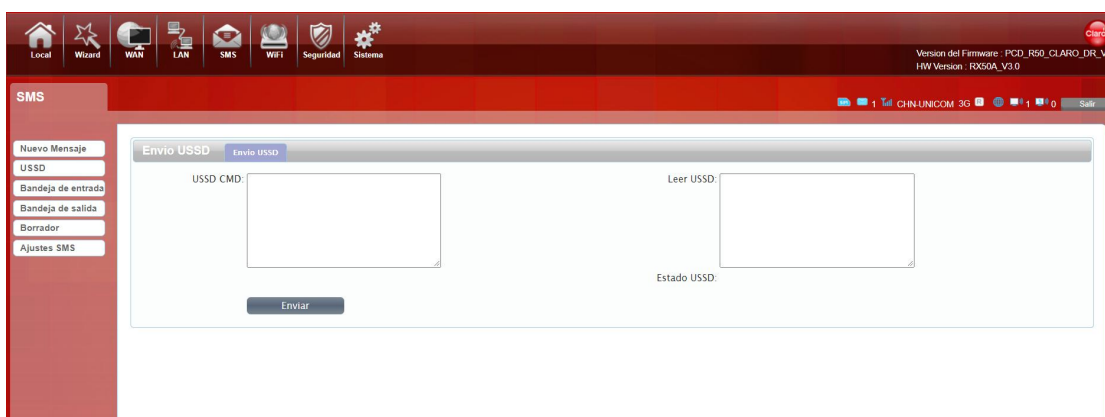 Local Wizard WAN LAN SMS WiFi Seguridad Sistema
Claro
Version del Firmware : PCD_R50_CLARO_DR_V
HW Version : RX50A_V3.0
SMS
1 CHN-UNICOM 3G R 1 0 Salir
Nuevo Mensaje
USSD
Bandeja de entrada
Bandeja de salida
Borrador
Ajustes SMS
Envio USSD Envio USSD
USSD CMD:
Leer USSD:
Estado USSD:
Enviar